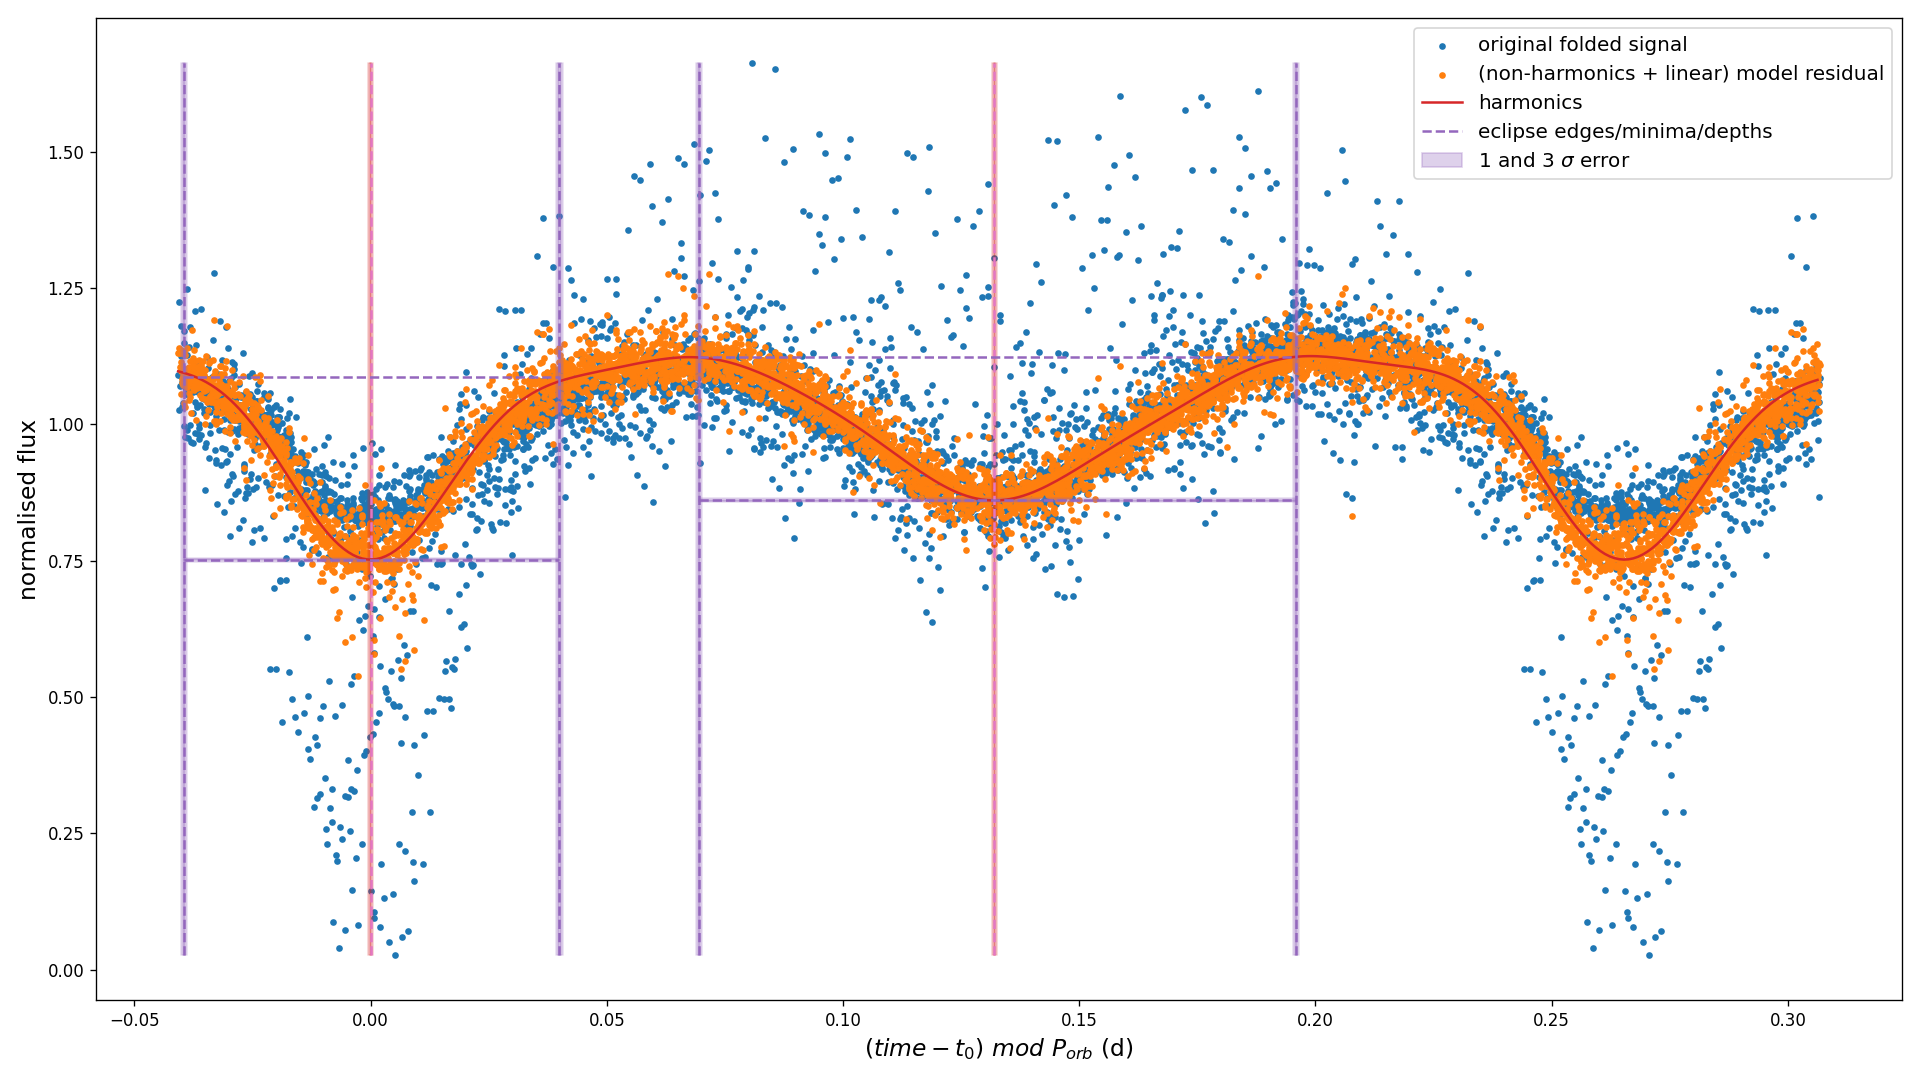 original folded signal
(non-harmonics + linear) model residual
harmonics
eclipse edges/minima/depths
1 and 3 σ error
normalised flux
1.50
1.25
1.00
0.75
0.50
0.25
0.00
−0.05
0.00
0.05
0.10
0.15
0.20
0.25
0.30
(time − t₀) mod P_orb (d)